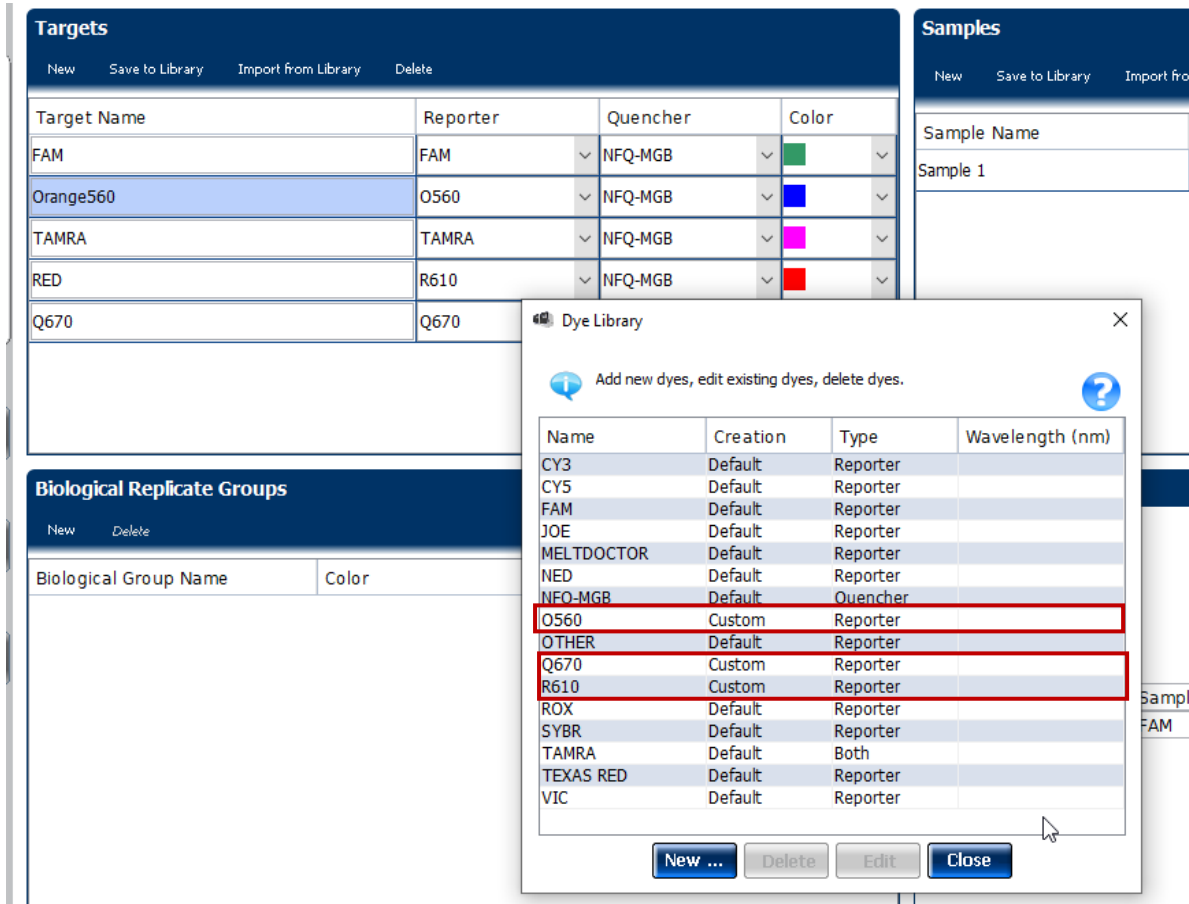 Targets
New Save to Library Import from Library Delete
Target Name Reporter Quencher Color
FAM FAM NFQ-MGB
Orange560 O560 NFQ-MGB
TAMRA TAMRA NFQ-MGB
RED R610 NFQ-MGB
Q670 Q670
Samples
New Save to Library Import fro
Sample Name
Sample 1
Biological Replicate Groups
New Delete
Biological Group Name Color
Dye Library
Add new dyes, edit existing dyes, delete dyes.
Name Creation Type Wavelength (nm)
CY3 Default Reporter
CY5 Default Reporter
FAM Default Reporter
JOE Default Reporter
MELTDOCTOR Default Reporter
NED Default Reporter
NFQ-MGB Default Quencher
O560 Custom Reporter
OTHER Default Reporter
Q670 Custom Reporter
R610 Custom Reporter
ROX Default Reporter
SYBR Default Reporter
TAMRA Default Both
TEXAS RED Default Reporter
VIC Default Reporter
New ... Delete Edit Close
Sampl
FAM